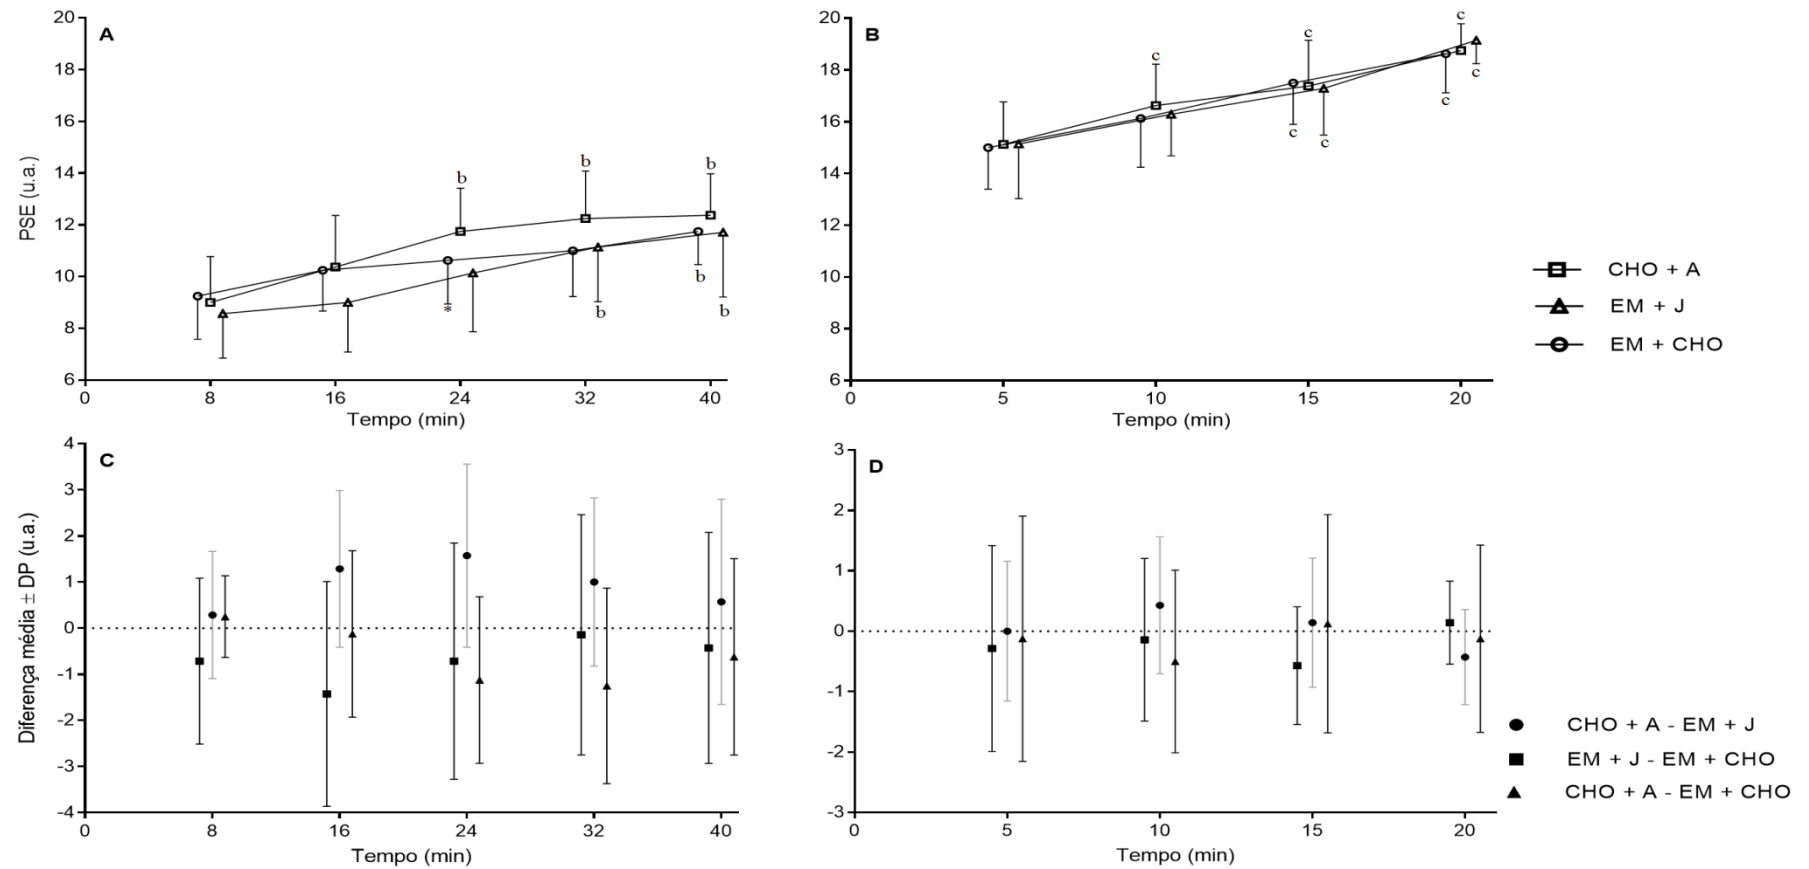 A
20
18
16
14
12
10
8
6
PSE (u.a.)
b
b
b
*
b
b
b
0
8
16
24
32
40
Tempo (min)
B
20
18
16
14
12
10
8
6
c
c
c
c
c
c
c
0
5
10
15
20
Tempo (min)
CHO + A
EM + J
EM + CHO
C
4
3
2
1
0
-1
-2
-3
-4
Diferença média ± DP (u.a.)
0
8
16
24
32
40
Tempo (min)
D
3
2
1
0
-1
-2
-3
0
5
10
15
20
Tempo (min)
CHO + A - EM + J
EM + J - EM + CHO
CHO + A - EM + CHO